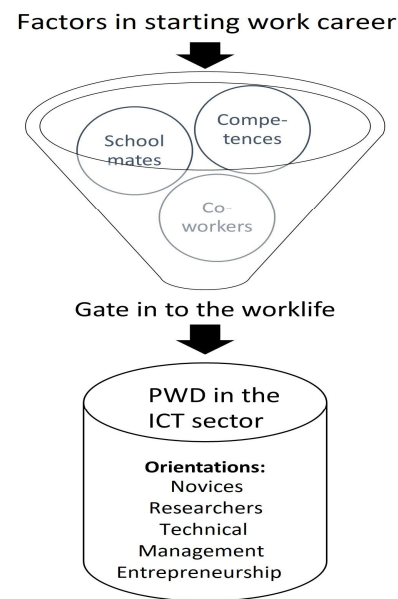 Factors in starting work career
School
mates
Compe-
tences
Co-
workers
Gate in to the worklife
PWD in the
ICT sector
Orientations:
Novices
Researchers
Technical
Management
Entrepreneurship